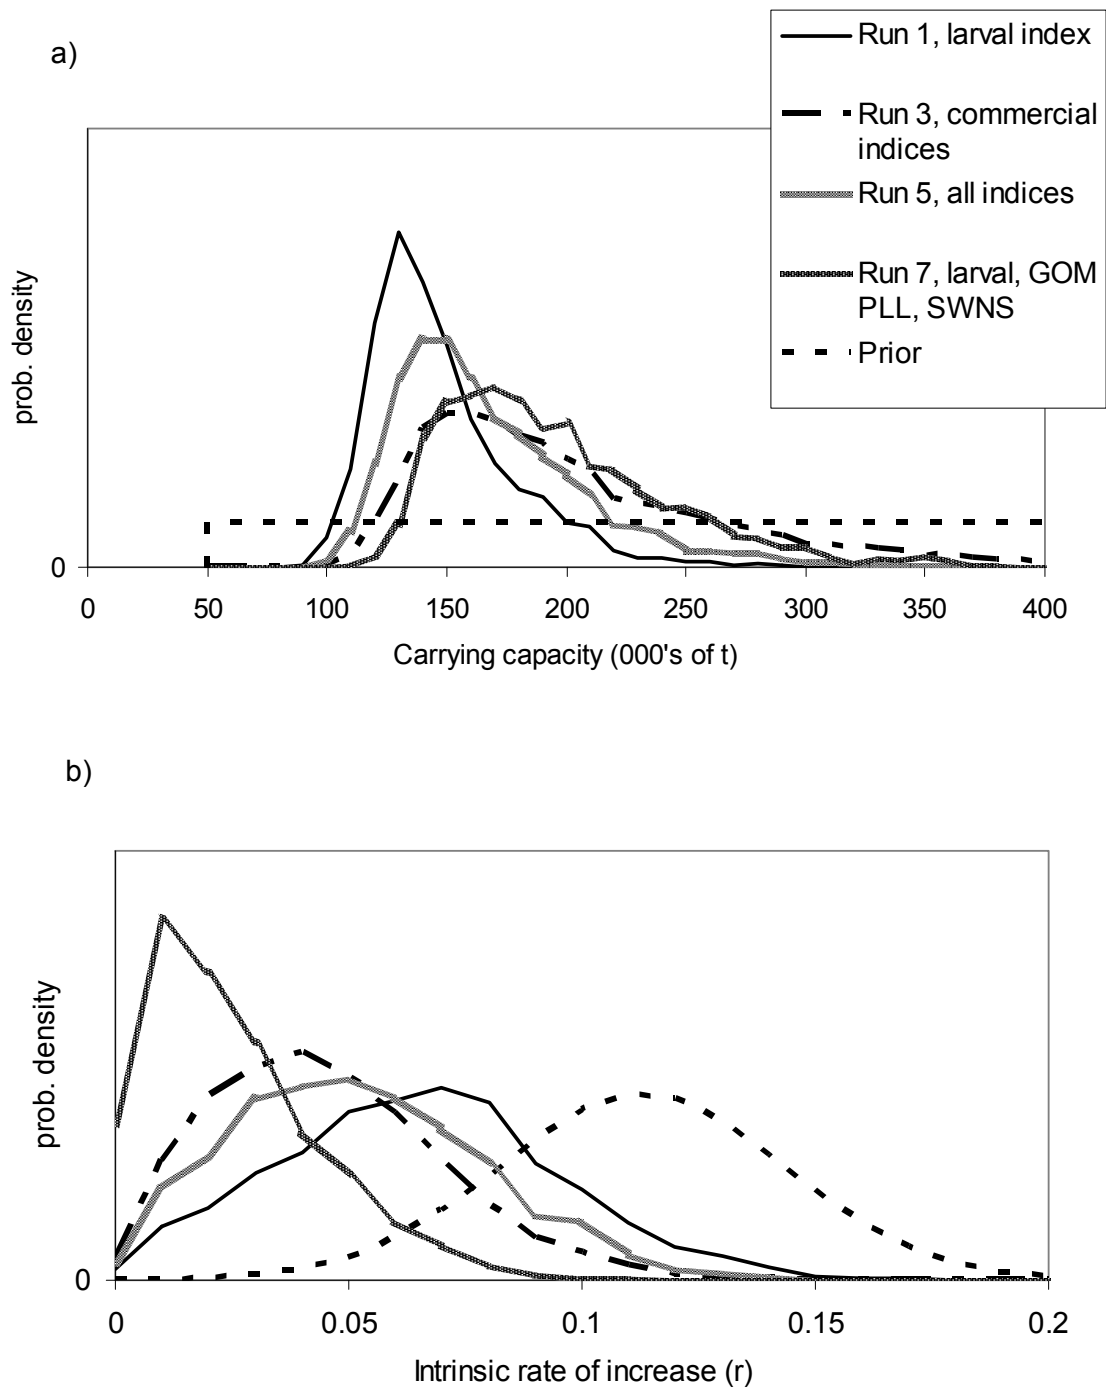 a)
Run 1, larval index
Run 3, commercial
indices
Run 5, all indices
Run 7, larval, GOM
PLL, SWNS
Prior
prob. density
0
0 50 100 150 200 250 300 350 400
Carrying capacity (000's of t)
b)
prob. density
0
0 0.05 0.1 0.15 0.2
Intrinsic rate of increase (r)